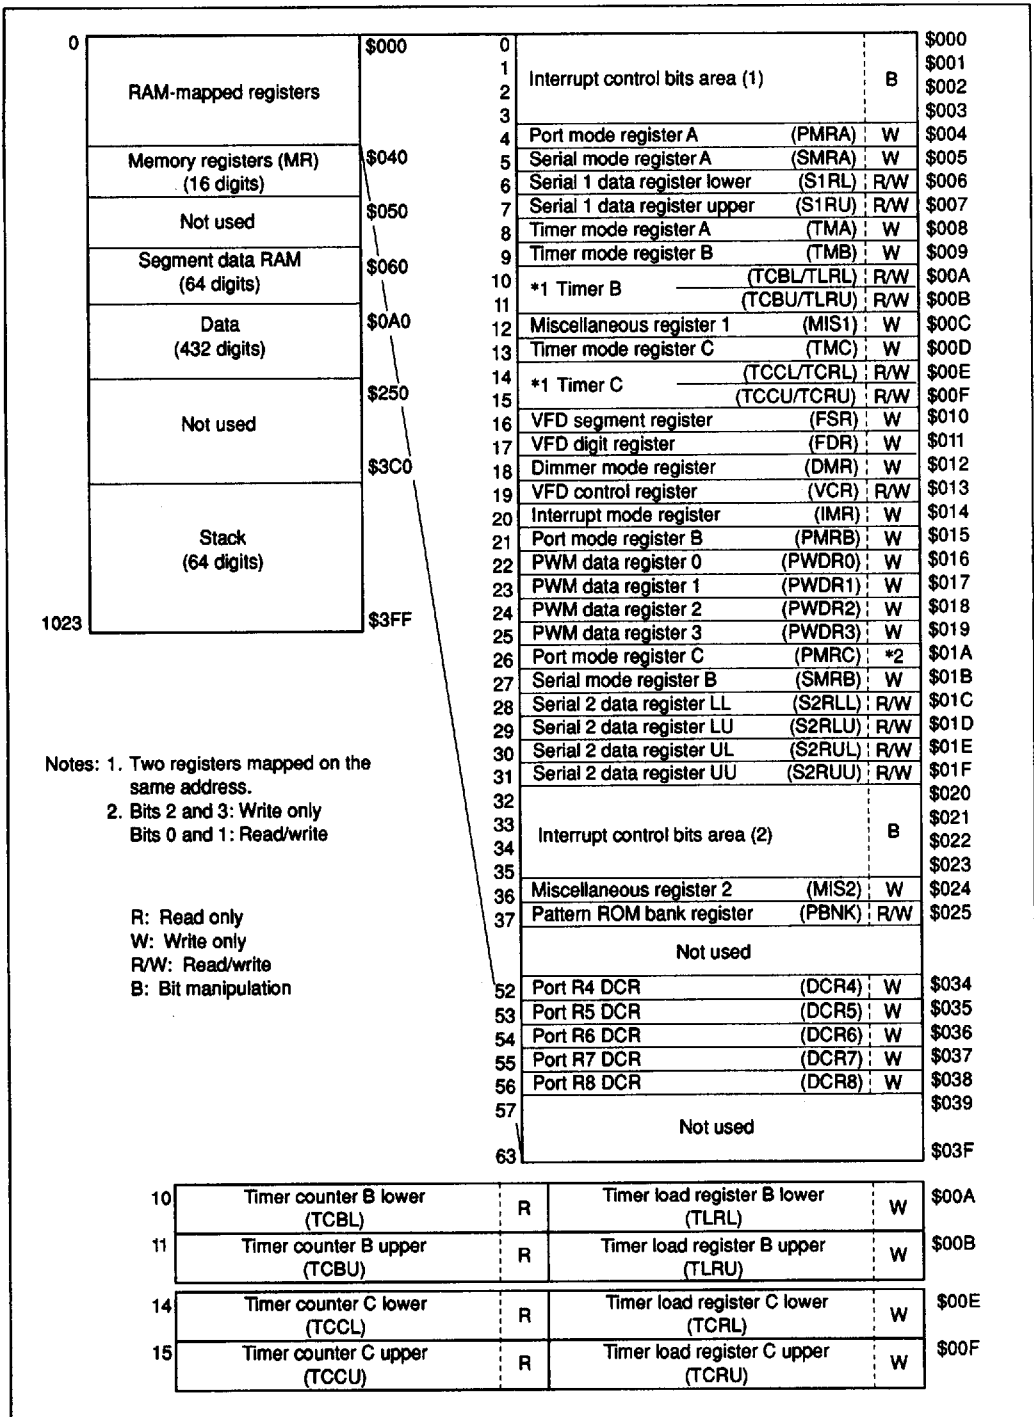 0 $000
RAM-mapped registers
Memory registers (MR) $040
(16 digits)
Not used $050
Segment data RAM $060
(64 digits)
Data $0A0
(432 digits)
$250
Not used
$3C0
Stack
(64 digits)
1023 $3FF
Notes: 1. Two registers mapped on the
same address.
2. Bits 2 and 3: Write only
Bits 0 and 1: Read/write
R: Read only
W: Write only
R/W: Read/write
B: Bit manipulation
0 $000
1 Interrupt control bits area (1) B $001
2 $002
3 $003
4 Port mode register A (PMRA) W $004
5 Serial mode register A (SMRA) W $005
6 Serial 1 data register lower (S1RL) R/W $006
7 Serial 1 data register upper (S1RU) R/W $007
8 Timer mode register A (TMA) W $008
9 Timer mode register B (TMB) W $009
10 *1 Timer B (TCBL/TLRL) R/W $00A
11 (TCBU/TLRU) R/W $00B
12 Miscellaneous register 1 (MIS1) W $00C
13 Timer mode register C (TMC) W $00D
14 *1 Timer C (TCCL/TCRL) R/W $00E
15 (TCCU/TCRU) R/W $00F
16 VFD segment register (FSR) W $010
17 VFD digit register (FDR) W $011
18 Dimmer mode register (DMR) W $012
19 VFD control register (VCR) R/W $013
20 Interrupt mode register (IMR) W $014
21 Port mode register B (PMRB) W $015
22 PWM data register 0 (PWDR0) W $016
23 PWM data register 1 (PWDR1) W $017
24 PWM data register 2 (PWDR2) W $018
25 PWM data register 3 (PWDR3) W $019
26 Port mode register C (PMRC) *2 $01A
27 Serial mode register B (SMRB) W $01B
28 Serial 2 data register LL (S2RLL) R/W $01C
29 Serial 2 data register LU (S2RLU) R/W $01D
30 Serial 2 data register UL (S2RUL) R/W $01E
31 Serial 2 data register UU (S2RUU) R/W $01F
32 $020
33 Interrupt control bits area (2) B $021
34 $022
35 $023
36 Miscellaneous register 2 (MIS2) W $024
37 Pattern ROM bank register (PBNK) R/W $025
Not used
52 Port R4 DCR (DCR4) W $034
53 Port R5 DCR (DCR5) W $035
54 Port R6 DCR (DCR6) W $036
55 Port R7 DCR (DCR7) W $037
56 Port R8 DCR (DCR8) W $038
57 $039
Not used
63 $03F
10 Timer counter B lower R Timer load register B lower W $00A
(TCBL) (TLRL)
11 Timer counter B upper R Timer load register B upper W $00B
(TCBU) (TLRU)
14 Timer counter C lower R Timer load register C lower W $00E
(TCCL) (TCRL)
15 Timer counter C upper R Timer load register C upper W $00F
(TCCU) (TCRU)